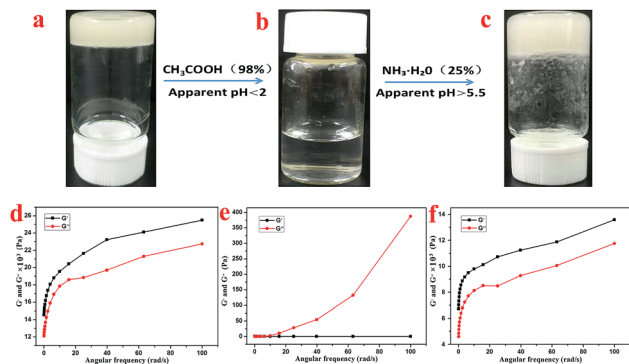 a
b
c
CH₃COOH（98%）
Apparent pH＜2
NH₃·H₂0（25%）
Apparent pH＞5.5
d
G'
G''
G' and G'' ×10³ (Pa)
26
24
22
20
18
16
14
12
0 20 40 60 80 100
Angular frequency (rad/s)
e
G'
G''
G' and G'' (Pa)
400
350
300
250
200
150
100
50
0
0 20 40 60 80 100
Angular frequency (rad/s)
f
G'
G''
G' and G'' ×10³ (Pa)
14
12
10
8
6
4
0 20 40 60 80 100
Angular frequency (rad/s)